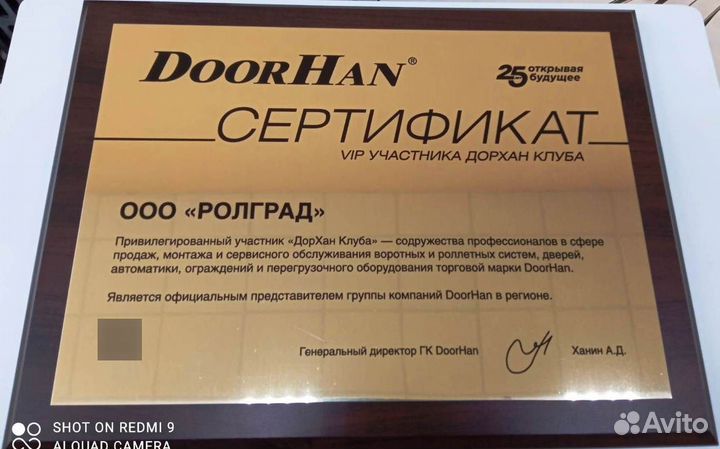 DOORHAN®
25 открывая
будущее
СЕРТИФИКАТ
VIP УЧАСТНИКА ДОРХАН КЛУБА
ООО «РОЛГРАД»
Привилегированный участник «ДорХан Клуба» — содружества профессионалов в сфере
продаж, монтажа и сервисного обслуживания воротных и роллетных систем, дверей,
автоматики, ограждений и перегрузочного оборудования торговой марки DoorHan.
Является официальным представителем группы компаний DoorHan в регионе.
Генеральный директор ГК DoorHan
Ханин А.Д.
SHOT ON REDMI 9
AI QUAD CAMERA
Avito